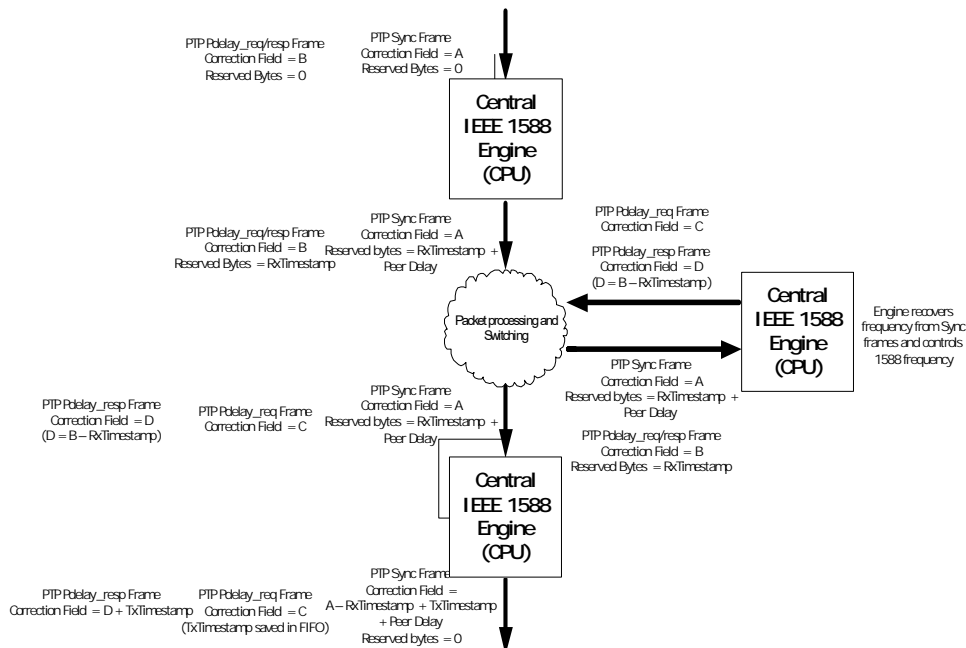 PTP Pdelay_req/resp Frame
Correction Field = B
Reserved Bytes = 0
PTP Sync Frame
Correction Field = A
Reserved Bytes = 0
Central
IEEE 1588
Engine
(CPU)
PTP Pdelay_req/resp Frame
Correction Field = B
Reserved Bytes = RxTimestamp
PTP Sync Frame
Correction Field = A
Reserved bytes = RxTimestamp +
Peer Delay
PTP Pdelay_req Frame
Correction Field = C
PTP Pdelay_resp Frame
Correction Field = D
(D = B – RxTimestamp)
Packet processing and
Switching
Central
IEEE 1588
Engine
(CPU)
Engine recovers
frequency from Sync
frames and controls
1588 frequency
PTP Sync Frame
Correction Field = A
Reserved bytes = RxTimestamp +
Peer Delay
PTP Pdelay_req/resp Frame
Correction Field = B
Reserved Bytes = RxTimestamp
PTP Pdelay_resp Frame
Correction Field = D
(D = B – RxTimestamp)
PTP Pdelay_req Frame
Correction Field = C
PTP Sync Frame
Correction Field = A
Reserved bytes = RxTimestamp +
Peer Delay
Central
IEEE 1588
Engine
(CPU)
PTP Pdelay_resp Frame
Correction Field = D + TxTimestamp
PTP Pdelay_req Frame
Correction Field = C
(TxTimestamp saved in FIFO)
PTP Sync Frame
Correction Field =
A – RxTimestamp + TxTimestamp
+ Peer Delay
Reserved bytes = 0